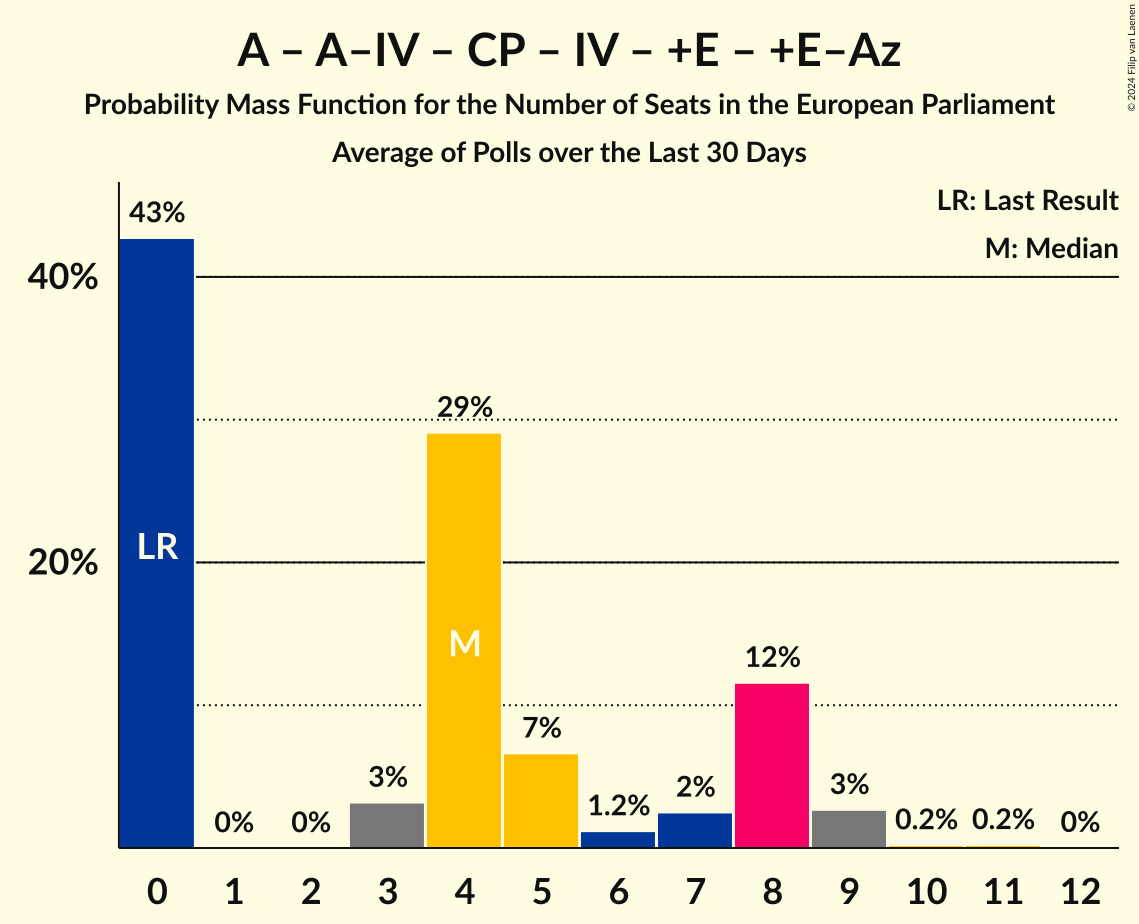 A – A–IV – CP – IV – +E – +E–Az
Probability Mass Function for the Number of Seats in the European Parliament
Average of Polls over the Last 30 Days
© 2024 Filip van Laenen
LR: Last Result
M: Median
43%
40%
29%
20%
LR
M
12%
7%
3%
0%
0%
1.2%
2%
3%
0.2%
0.2%
0%
0 1 2 3 4 5 6 7 8 9 10 11 12